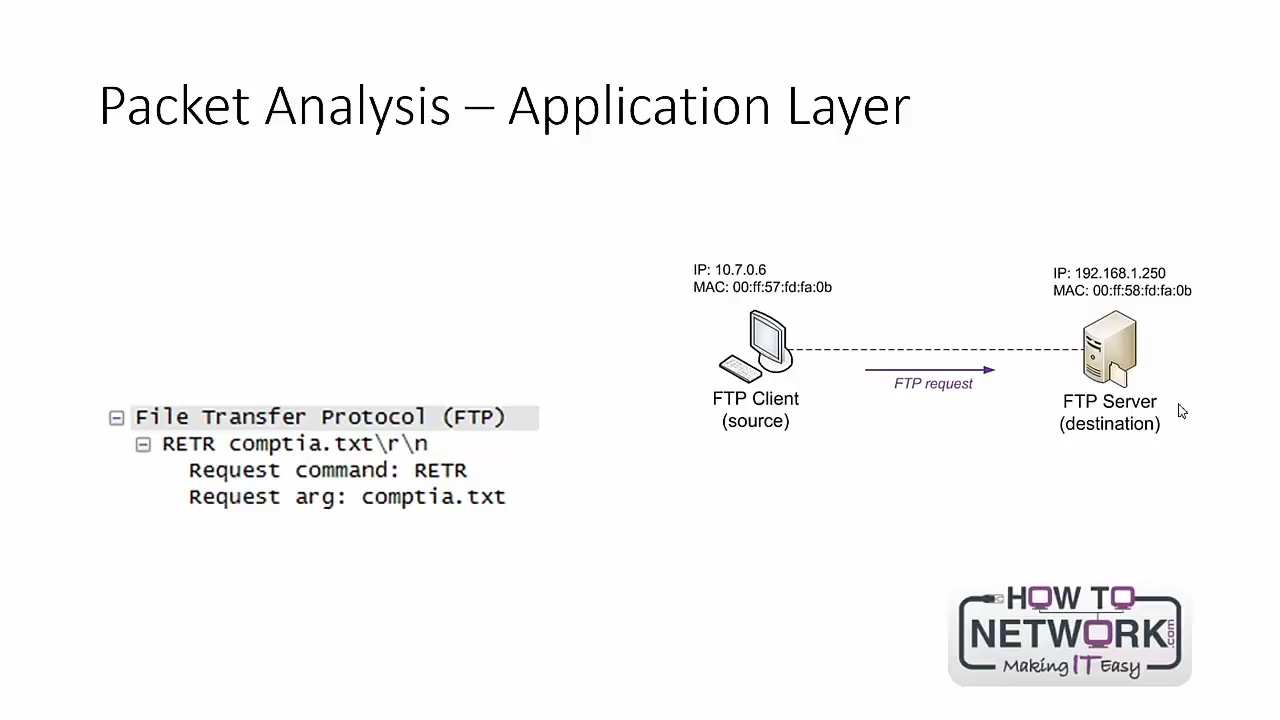 Packet Analysis – Application Layer
IP: 10.7.0.6
MAC: 00:ff:57:fd:fa:0b
IP: 192.168.1.250
MAC: 00:ff:58:fd:fa:0b
FTP request
FTP Client
(source)
FTP Server
(destination)
File Transfer Protocol (FTP)
RETR comptia.txt\r\n
Request command: RETR
Request arg: comptia.txt
HOW TO
NETWORK.com
Making IT Easy